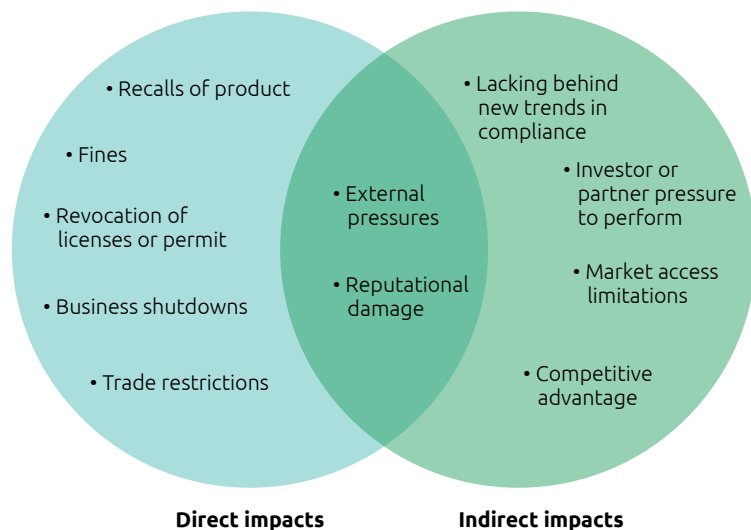 • Recalls of product
• Fines
• Revocation of
licenses or permit
• Business shutdowns
• Trade restrictions
• External
pressures
• Reputational
damage
• Lacking behind
new trends in
compliance
• Investor or
partner pressure
to perform
• Market access
limitations
• Competitive
advantage
Direct impacts
Indirect impacts